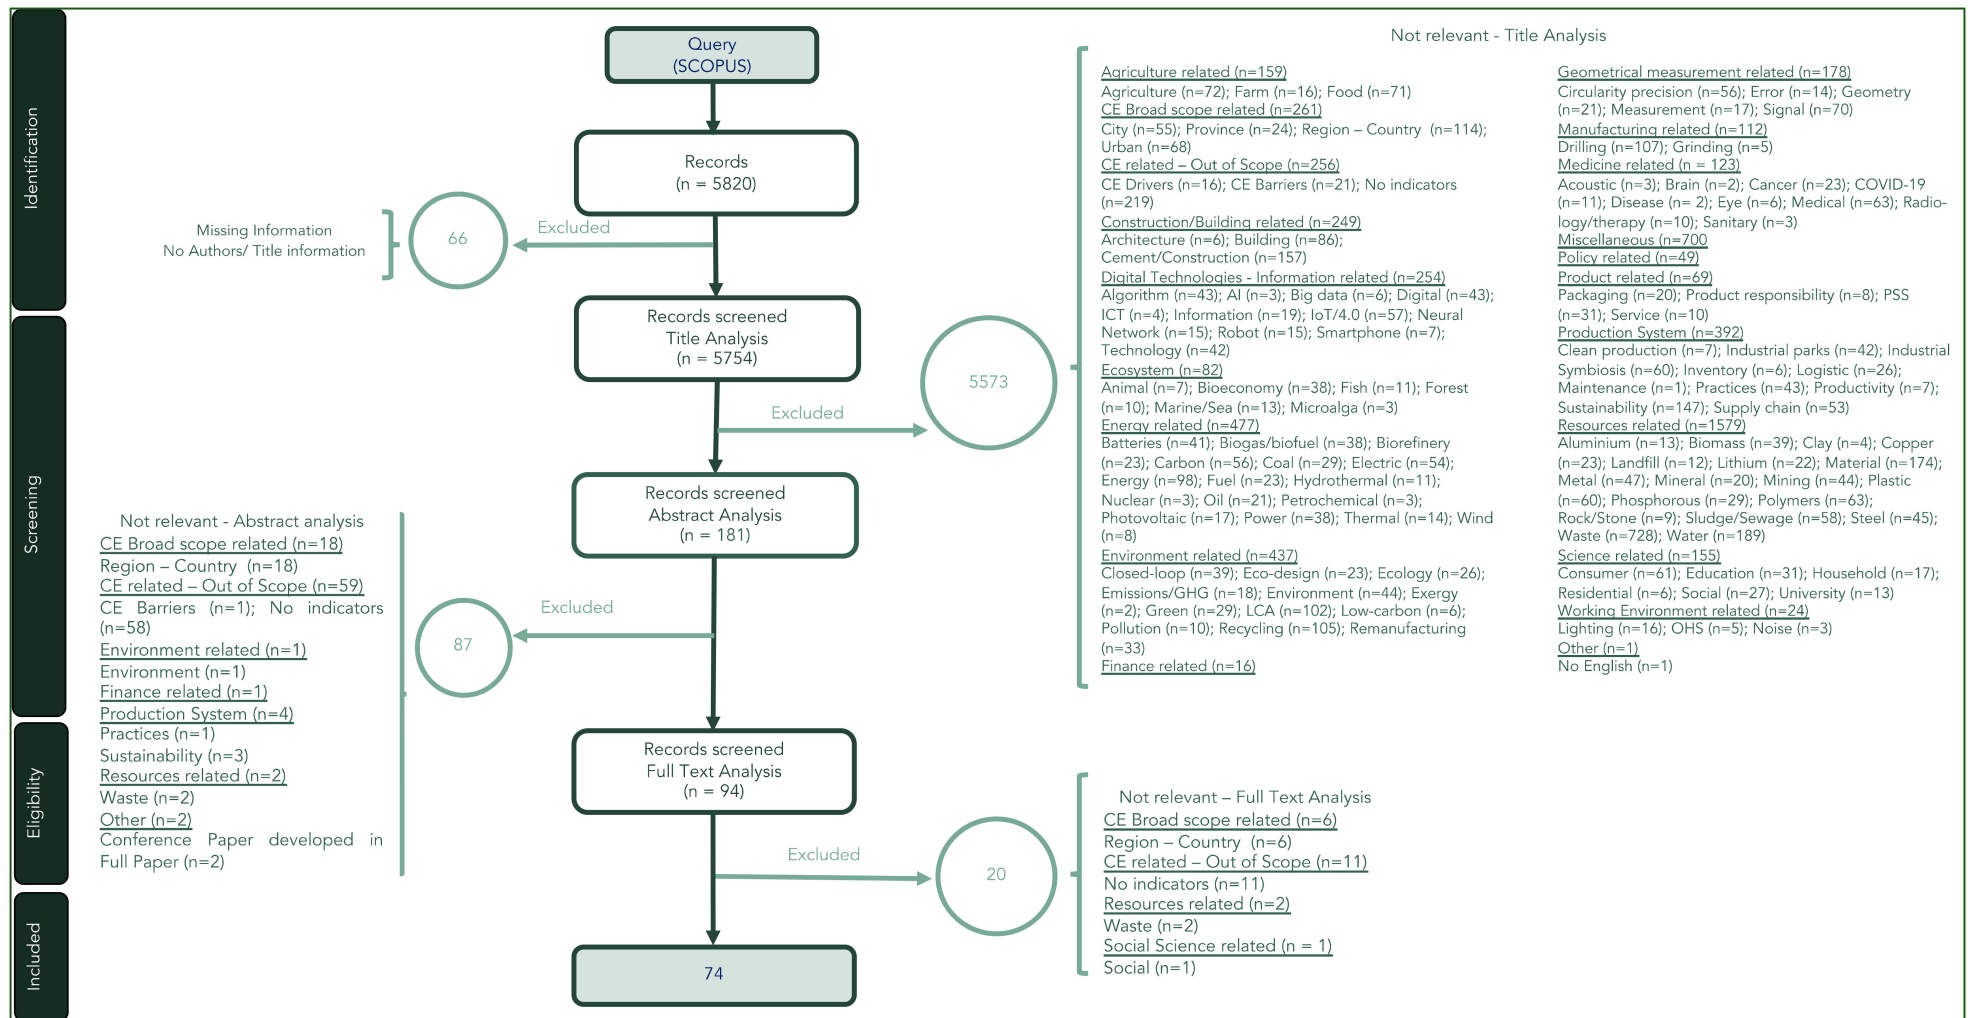 Identification
Screening
Eligibility
Included
Query
(SCOPUS)
Records
(n = 5820)
Excluded
66
Missing Information
No Authors/ Title information
Records screened
Title Analysis
(n = 5754)
Excluded
5573
Not relevant - Title Analysis
Agriculture related (n=159)
Agriculture (n=72); Farm (n=16); Food (n=71)
CE Broad scope related (n=261)
City (n=55); Province (n=24); Region – Country (n=114);
Urban (n=68)
CE related – Out of Scope (n=256)
CE Drivers (n=16); CE Barriers (n=21); No indicators
(n=219)
Construction/Building related (n=249)
Architecture (n=6); Building (n=86);
Cement/Construction (n=157)
Digital Technologies - Information related (n=254)
Algorithm (n=43); AI (n=3); Big data (n=6); Digital (n=43);
ICT (n=4); Information (n=19); IoT/4.0 (n=57); Neural
Network (n=15); Robot (n=15); Smartphone (n=7);
Technology (n=42)
Ecosystem (n=82)
Animal (n=7); Bioeconomy (n=38); Fish (n=11); Forest
(n=10); Marine/Sea (n=13); Microalga (n=3)
Energy related (n=477)
Batteries (n=41); Biogas/biofuel (n=38); Biorefinery
(n=23); Carbon (n=56); Coal (n=29); Electric (n=54);
Energy (n=98); Fuel (n=23); Hydrothermal (n=11);
Nuclear (n=3); Oil (n=21); Petrochemical (n=3);
Photovoltaic (n=17); Power (n=38); Thermal (n=14); Wind
(n=8)
Environment related (n=437)
Closed-loop (n=39); Eco-design (n=23); Ecology (n=26);
Emissions/GHG (n=18); Environment (n=44); Exergy
(n=2); Green (n=29); LCA (n=102); Low-carbon (n=6);
Pollution (n=10); Recycling (n=105); Remanufacturing
(n=33)
Finance related (n=16)
Geometrical measurement related (n=178)
Circularity precision (n=56); Error (n=14); Geometry
(n=21); Measurement (n=17); Signal (n=70)
Manufacturing related (n=112)
Drilling (n=107); Grinding (n=5)
Medicine related (n = 123)
Acoustic (n=3); Brain (n=2); Cancer (n=23); COVID-19
(n=11); Disease (n= 2); Eye (n=6); Medical (n=63); Radio-
logy/therapy (n=10); Sanitary (n=3)
Miscellaneous (n=700
Policy related (n=49)
Product related (n=69)
Packaging (n=20); Product responsibility (n=8); PSS
(n=31); Service (n=10)
Production System (n=392)
Clean production (n=7); Industrial parks (n=42); Industrial
Symbiosis (n=60); Inventory (n=6); Logistic (n=26);
Maintenance (n=1); Practices (n=43); Productivity (n=7);
Sustainability (n=147); Supply chain (n=53)
Resources related (n=1579)
Aluminium (n=13); Biomass (n=39); Clay (n=4); Copper
(n=23); Landfill (n=12); Lithium (n=22); Material (n=174);
Metal (n=47); Mineral (n=20); Mining (n=44); Plastic
(n=60); Phosphorous (n=29); Polymers (n=63);
Rock/Stone (n=9); Sludge/Sewage (n=58); Steel (n=45);
Waste (n=728); Water (n=189)
Science related (n=155)
Consumer (n=61); Education (n=31); Household (n=17);
Residential (n=6); Social (n=27); University (n=13)
Working Environment related (n=24)
Lighting (n=16); OHS (n=5); Noise (n=3)
Other (n=1)
No English (n=1)
Records screened
Abstract Analysis
(n = 181)
Excluded
87
Not relevant - Abstract analysis
CE Broad scope related (n=18)
Region – Country (n=18)
CE related – Out of Scope (n=59)
CE Barriers (n=1); No indicators
(n=58)
Environment related (n=1)
Environment (n=1)
Finance related (n=1)
Production System (n=4)
Practices (n=1)
Sustainability (n=3)
Resources related (n=2)
Waste (n=2)
Other (n=2)
Conference Paper developed in
Full Paper (n=2)
Records screened
Full Text Analysis
(n = 94)
Excluded
20
Not relevant – Full Text Analysis
CE Broad scope related (n=6)
Region – Country (n=6)
CE related – Out of Scope (n=11)
No indicators (n=11)
Resources related (n=2)
Waste (n=2)
Social Science related (n = 1)
Social (n=1)
74